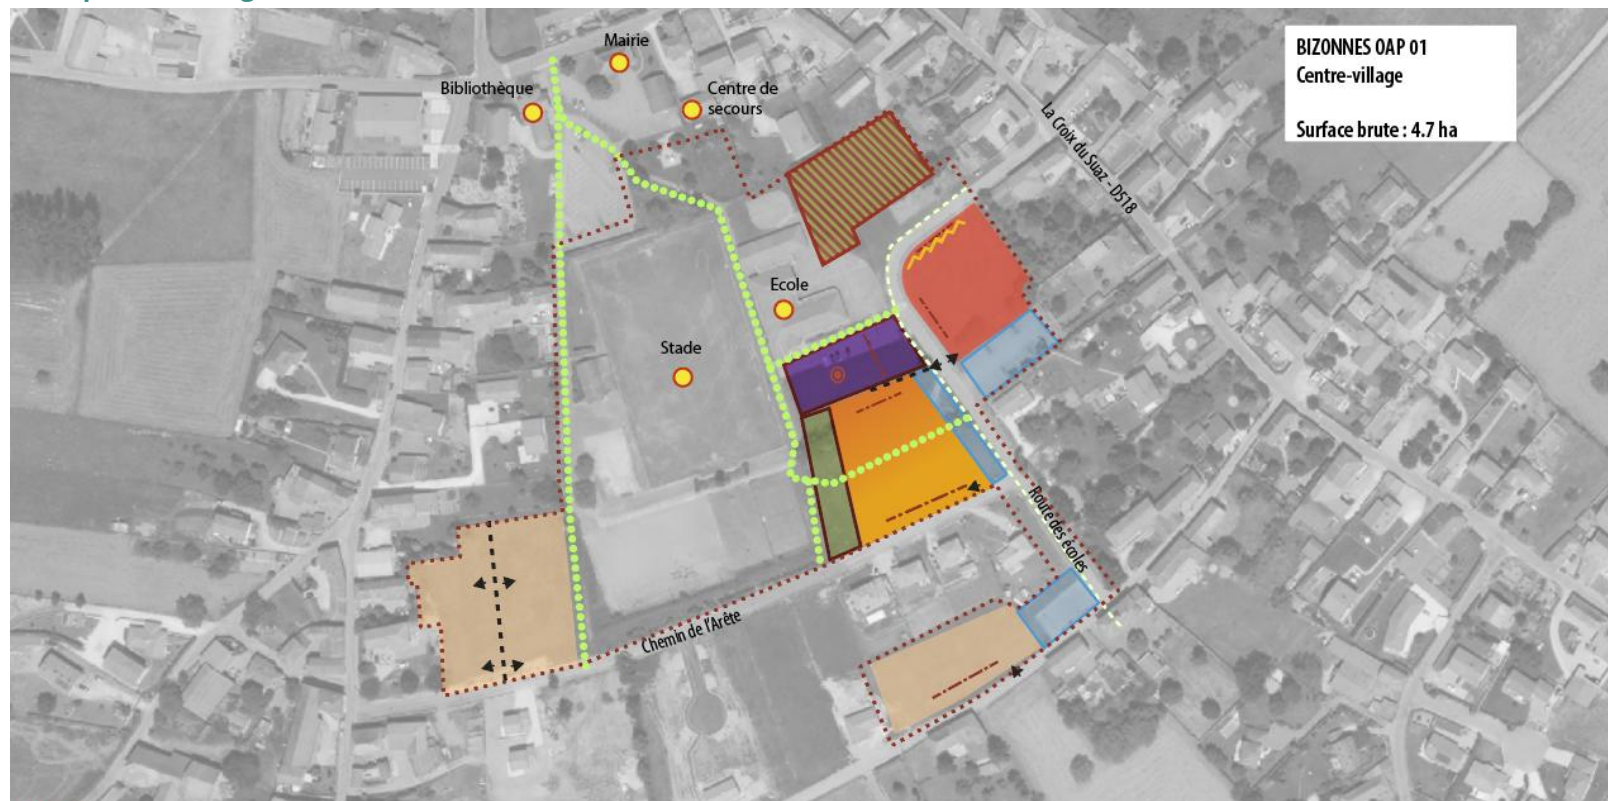 BIZONNES OAP 01
Centre-village
Surface brute : 4.7 ha
Mairie
Bibliothèque
Centre de
secours
La Croix du Suaz - D518
Ecole
Stade
Route des écoles
Chemin de l'Arête